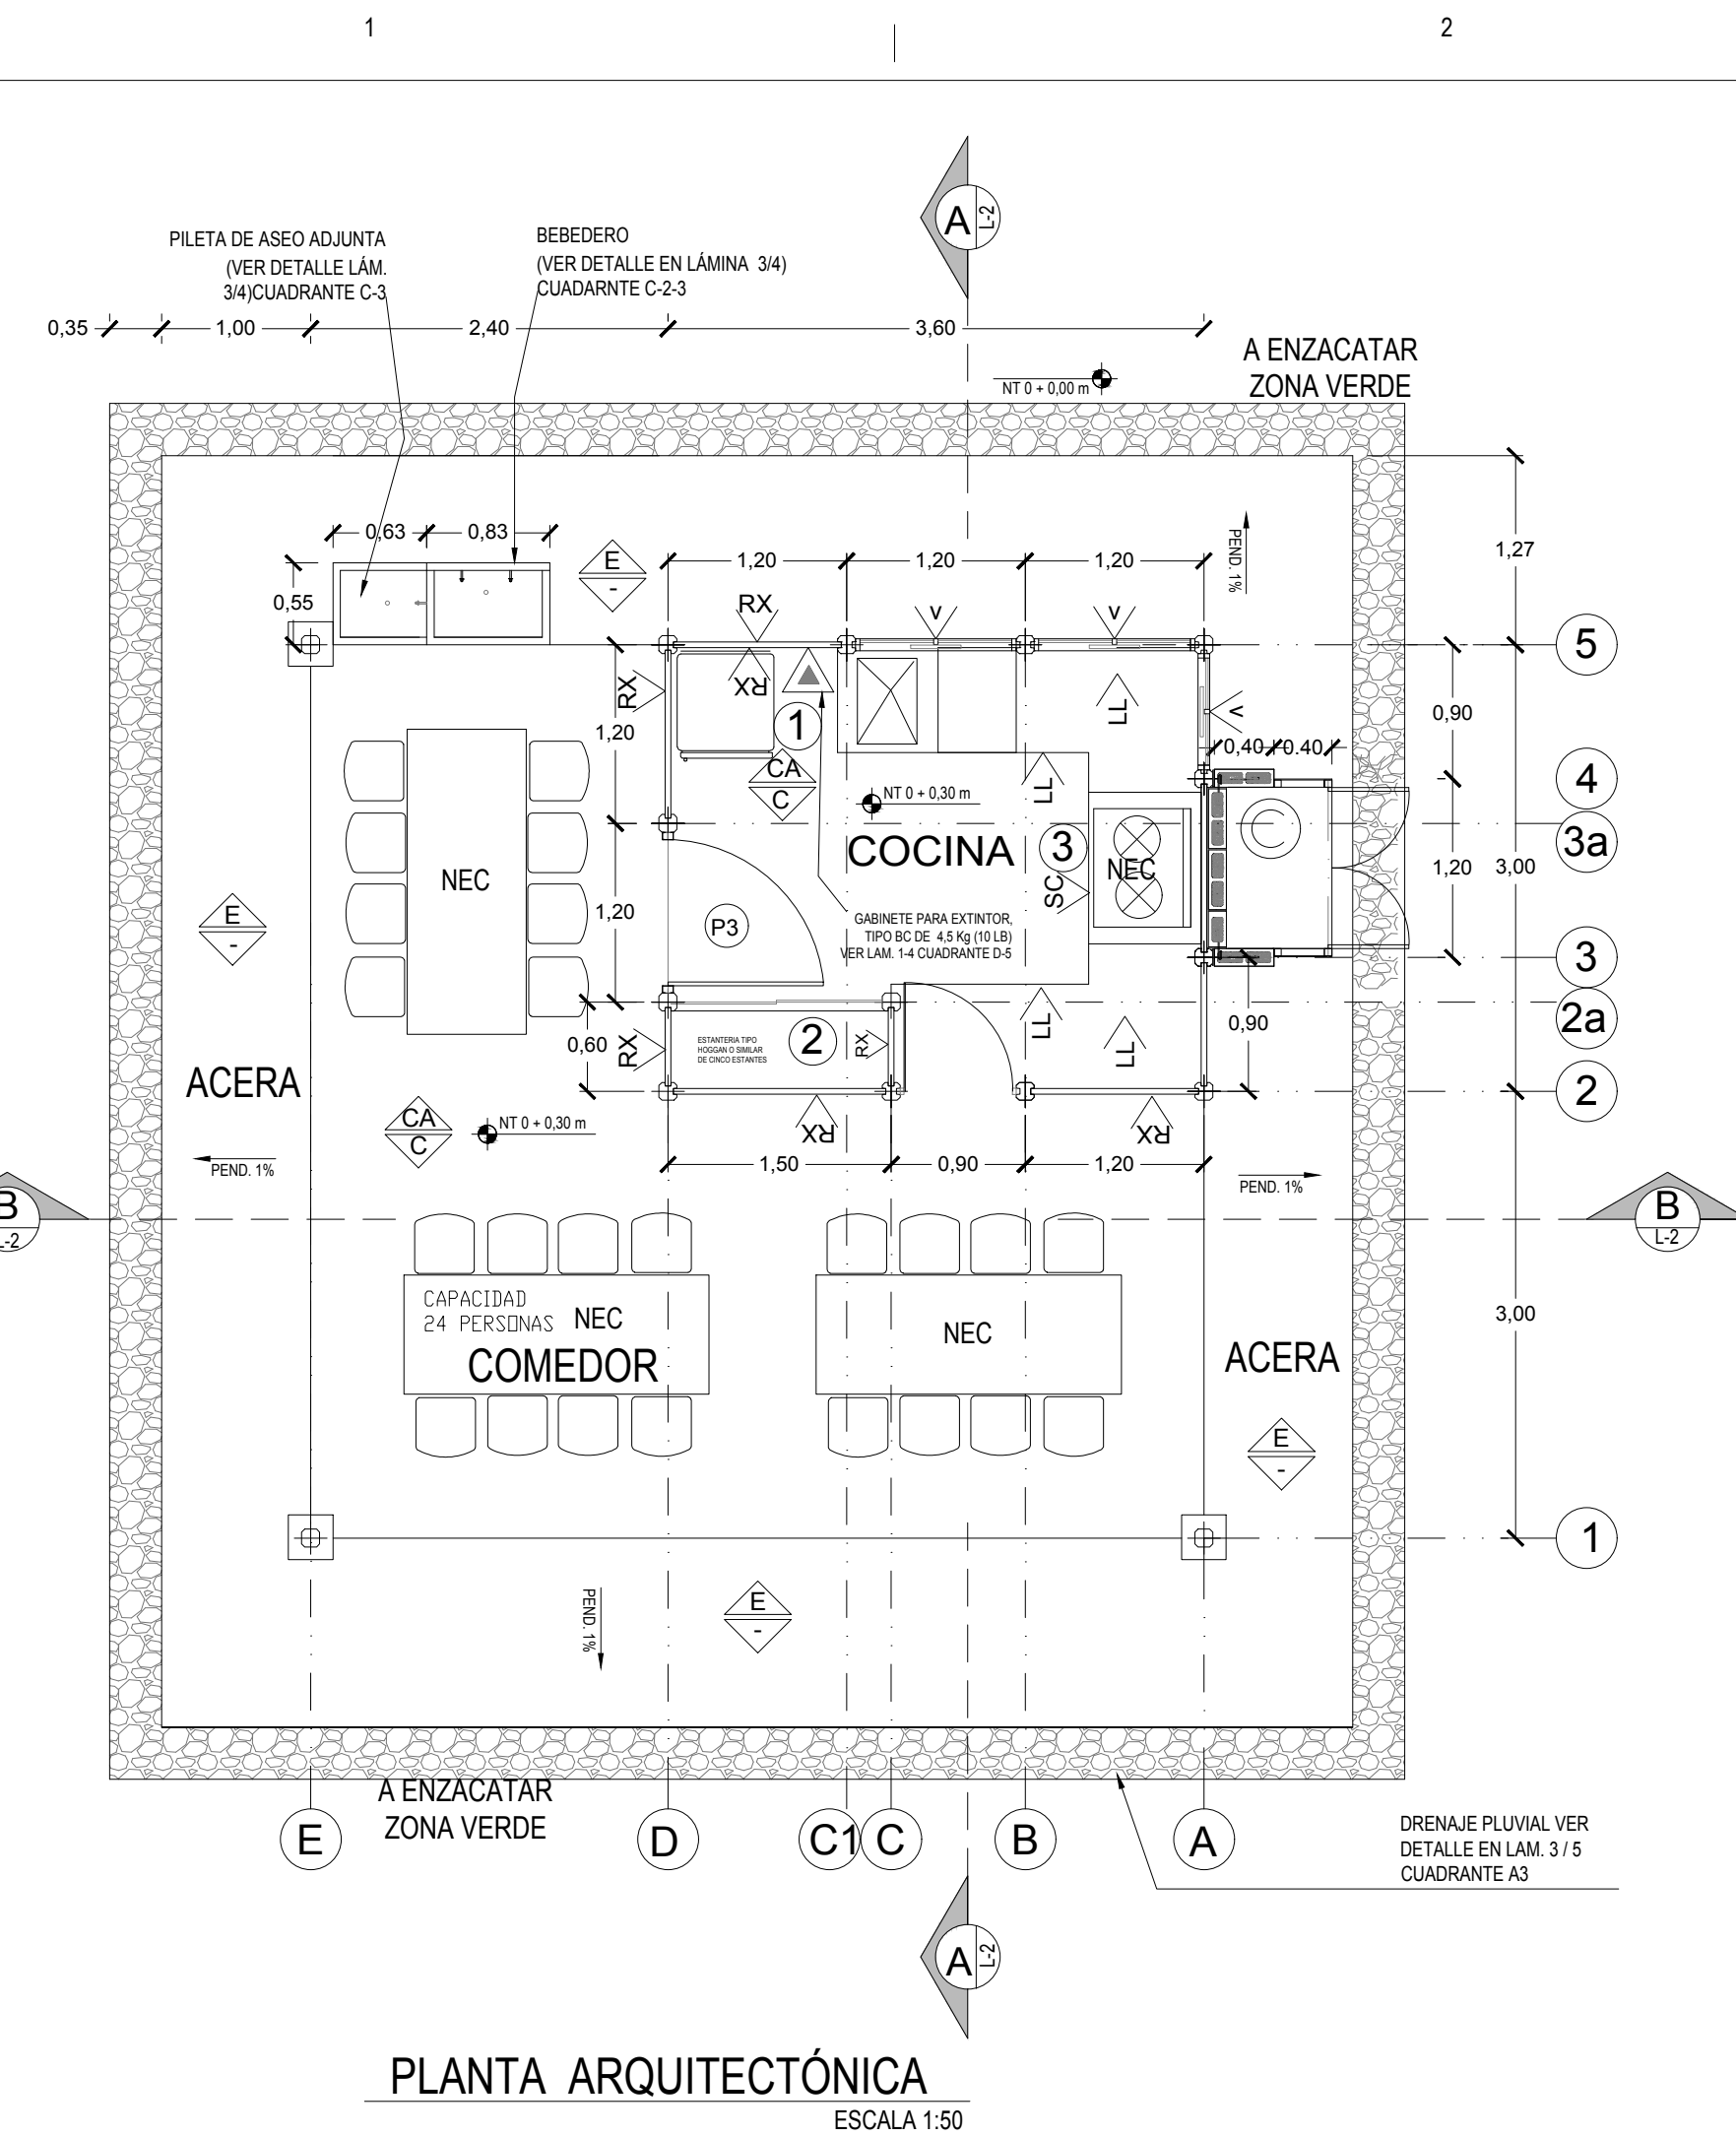 1
2
A
L-2
PILETA DE ASEO ADJUNTA
(VER DETALLE LÁM.
3/4)CUADRANTE C-3
BEBEDERO
(VER DETALLE EN LÁMINA 3/4)
CUADARNTE C-2-3
0,35
1,00
2,40
3,60
A ENZACATAR
ZONA VERDE
NT 0 + 0,00 m
0,63
0,83
0,55
E
-
1,20
1,20
1,20
PEND. 1%
1,27
RX
V
V
5
RX
RX
1
LL
V
0,90
1,20
CA
C
LL
0,40
0.40
4
NT 0 + 0,30 m
COCINA
3
NEC
SC
3a
1,20
3,00
NEC
E
-
1,20
P3
GABINETE PARA EXTINTOR,
TIPO BC DE 4,5 Kg (10 LB)
VER LAM. 1-4 CUADRANTE D-5
3
2a
0,60
RX
ESTANTERIA TIPO
HOGGAN O SIMILAR
DE CINCO ESTANTES
2
RX
LL
LL
0,90
2
ACERA
CA
C
NT 0 + 0,30 m
RX
RX
PEND. 1%
1,50
0,90
1,20
PEND. 1%
B
L-2
B
L-2
CAPACIDAD
24 PERSONAS
NEC
COMEDOR
NEC
3,00
ACERA
E
-
1
PEND. 1%
E
-
A ENZACATAR
ZONA VERDE
E
D
C1
C
B
A
DRENAJE PLUVIAL VER
DETALLE EN LAM. 3 / 5
CUADRANTE A3
A
L-2
PLANTA ARQUITECTÓNICA
ESCALA 1:50